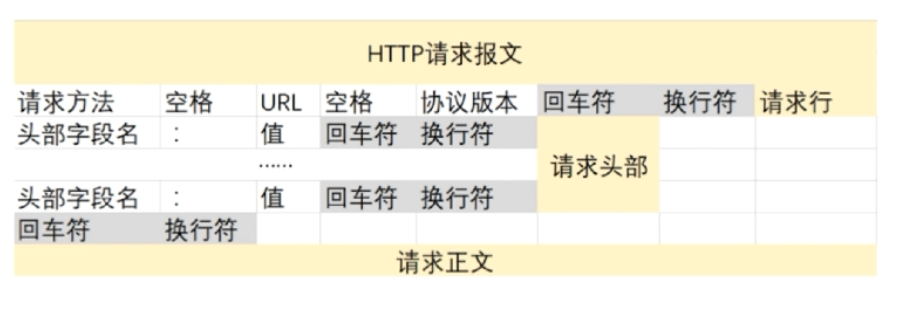 HTTP请求报文
请求方法 空格 URL 空格 协议版本 回车符 换行符 请求行
头部字段名 : 值 回车符 换行符
…… 请求头部
头部字段名 : 值 回车符 换行符
回车符 换行符
请求正文